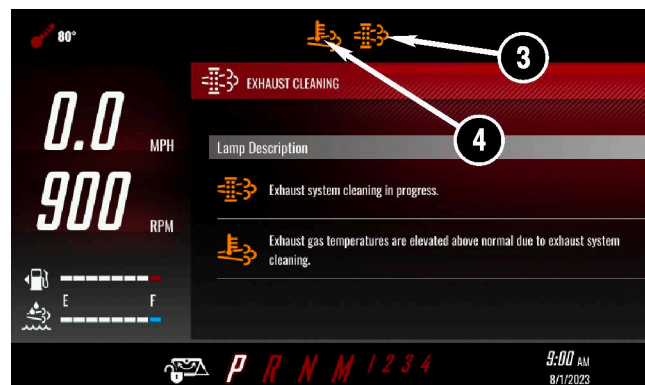 80°
3
EXHAUST CLEANING
0.0 MPH
4
Lamp Description
Exhaust system cleaning in progress.
900 RPM
Exhaust gas temperatures are elevated above normal due to exhaust system
cleaning.
E F
P R N M 1 2 3 4
9:00 AM
8/1/2023